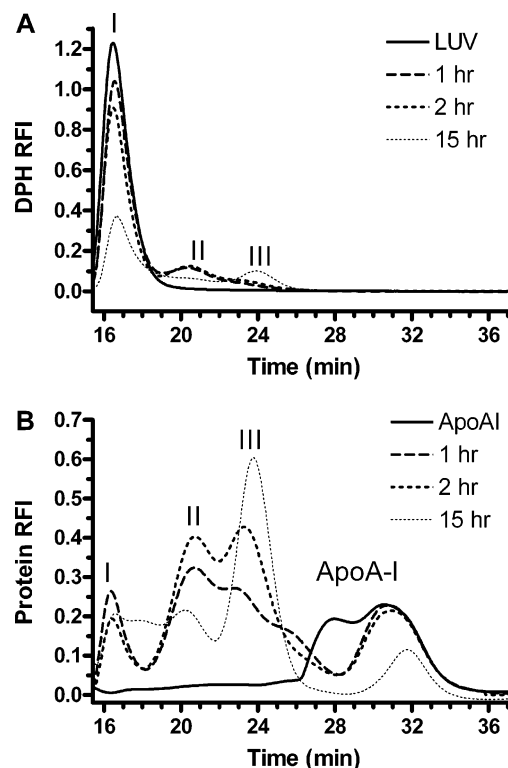 A
I
II
III
LUV
1 hr
2 hr
15 hr
DPH RFI
1.2
1.0
0.8
0.6
0.4
0.2
0.0
16 20 24 28 32 36
Time (min)
B
I
II
III
ApoA-I
ApoAI
1 hr
2 hr
15 hr
Protein RFI
0.7
0.6
0.5
0.4
0.3
0.2
0.1
0.0
16 20 24 28 32 36
Time (min)